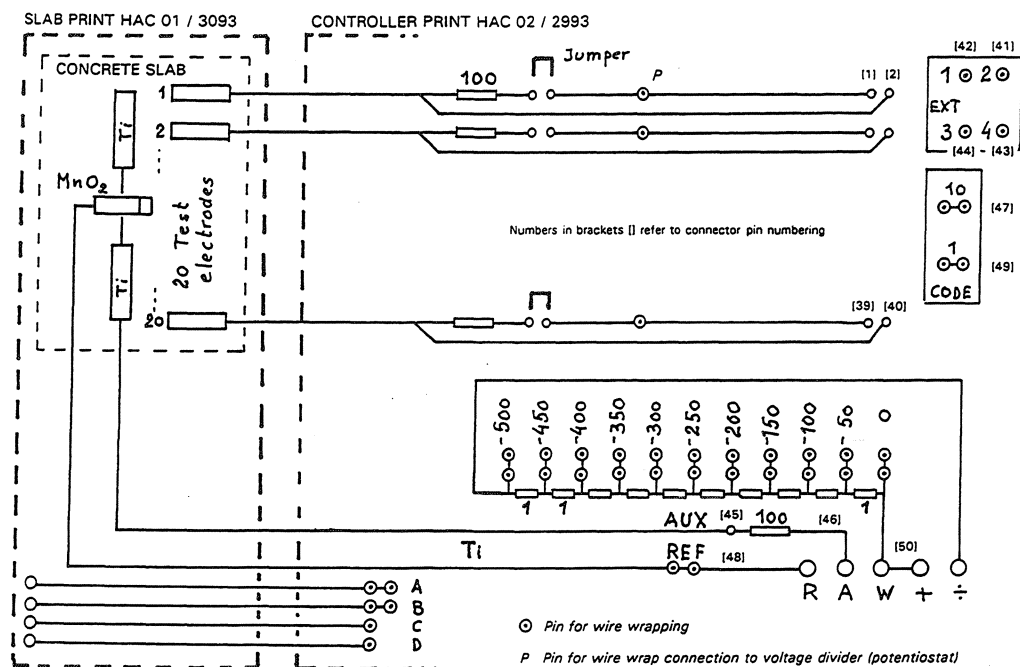 SLAB PRINT HAC 01 / 3093
CONTROLLER PRINT HAC 02 / 2993
CONCRETE SLAB
1
2
20
Ti
MnO2
Ti
20 Test
electrodes
100
Jumper
P
[1] [2]
[39] [40]
[42] [41]
1 2
EXT
3 4
[44] - [43]
10
[47]
1
[49]
CODE
Numbers in brackets [] refer to connector pin numbering
-500 -450 -400 -350 -300 -250 -200 -150 -100 -50 0
1 1 1
AUX [45] 100 [46]
Ti
REF [48] [50]
R A W + ÷
A
B
C
D
Pin for wire wrapping
P Pin for wire wrap connection to voltage divider (potentiostat)